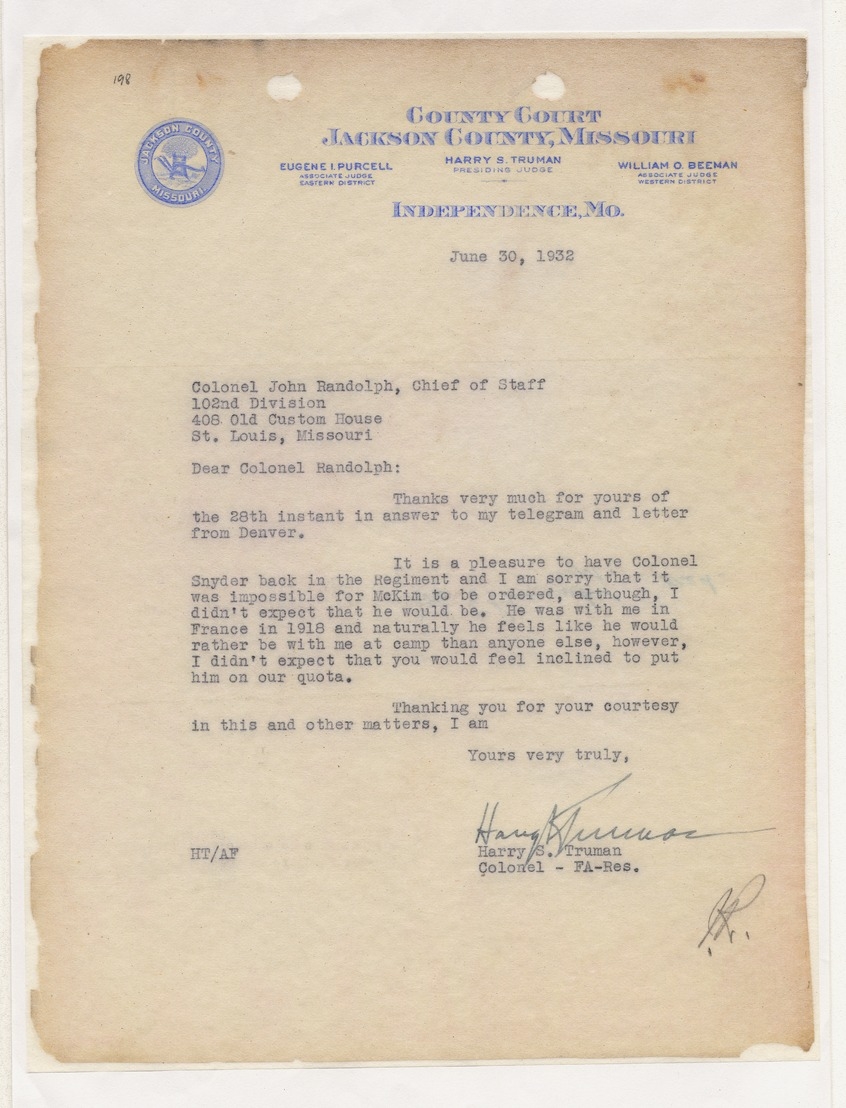 198
JACKSON COUNTY
MISSOURI
COUNTY COURT
JACKSON COUNTY, MISSOURI
EUGENE I. PURCELL
ASSOCIATE JUDGE
EASTERN DISTRICT
HARRY S. TRUMAN
PRESIDING JUDGE
WILLIAM O. BEEMAN
ASSOCIATE JUDGE
WESTERN DISTRICT
INDEPENDENCE, MO.
June 30, 1932
Colonel John Randolph, Chief of Staff
102nd Division
408 Old Custom House
St. Louis, Missouri
Dear Colonel Randolph:
Thanks very much for yours of
the 28th instant in answer to my telegram and letter
from Denver.
It is a pleasure to have Colonel
Snyder back in the Regiment and I am sorry that it
was impossible for McKim to be ordered, although, I
didn't expect that he would be. He was with me in
France in 1918 and naturally he feels like he would
rather be with me at camp than anyone else, however,
I didn't expect that you would feel inclined to put
him on our quota.
Thanking you for your courtesy
in this and other matters, I am
Yours very truly,
Harry S Truman
HT/AF
Harry S. Truman
Colonel - FA-Res.